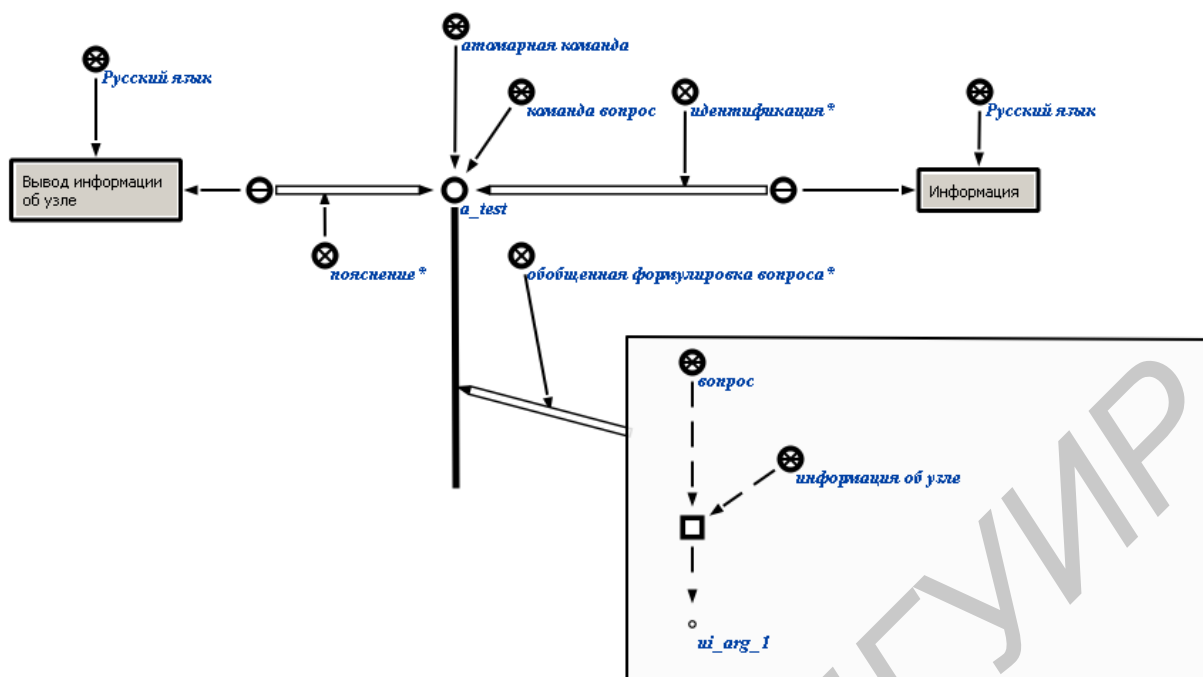 атомарная команда
Русский язык
команда вопрос
идентификация*
Русский язык
Вывод информации
об узле
Информация
a_test
пояснение*
обобщенная формулировка вопроса*
вопрос
информация об узле
ui_arg_1
ГУИР